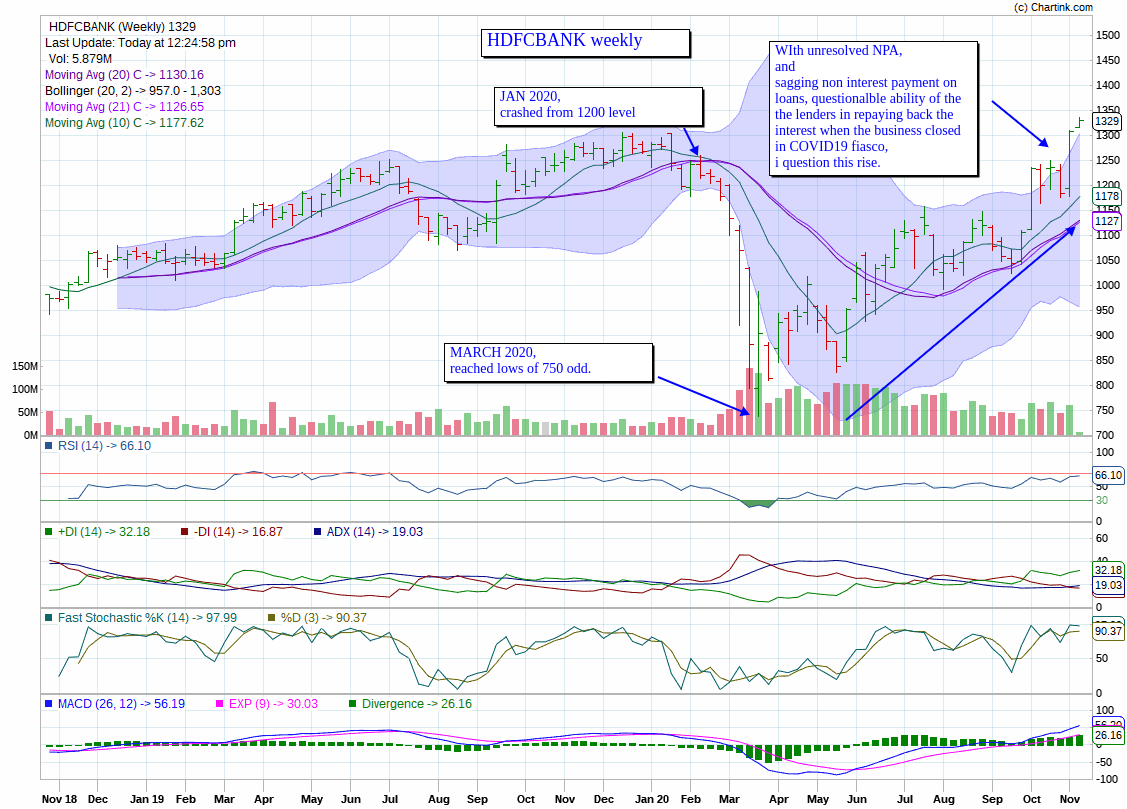 (c) Chartink.com
HDFCBANK (Weekly) 1329
Last Update: Today at 12:24:58 pm
Vol: 5.879M
Moving Avg (20) C -> 1130.16
Bollinger (20, 2) -> 957.0 - 1,303
Moving Avg (21) C -> 1126.65
Moving Avg (10) C -> 1177.62
HDFCBANK weekly
JAN 2020,
crashed from 1200 level
WIth unresolved NPA,
and
sagging non interest payment on
loans, questionalble ability of the
the lenders in repaying back the
interest when the business closed
in COVID19 fiasco,
i question this rise.
MARCH 2020,
reached lows of 750 odd.
1500
1450
1400
1350
1329
1300
1250
1200
1178
1150
1127
1100
1050
1000
950
900
850
800
750
700
150M
100M
50M
0M
RSI (14) -> 66.10
100
66.10
50
30
0
+DI (14) -> 32.18 -DI (14) -> 16.87 ADX (14) -> 19.03
60
40
32.18
19.03
0
Fast Stochastic %K (14) -> 97.99 %D (3) -> 90.37
90.37
50
0
MACD (26, 12) -> 56.19 EXP (9) -> 30.03 Divergence -> 26.16
100
26.16
-50
-100
Nov 18 Dec Jan 19 Feb Mar Apr May Jun Jul Aug Sep Oct Nov Dec Jan 20 Feb Mar Apr May Jun Jul Aug Sep Oct Nov